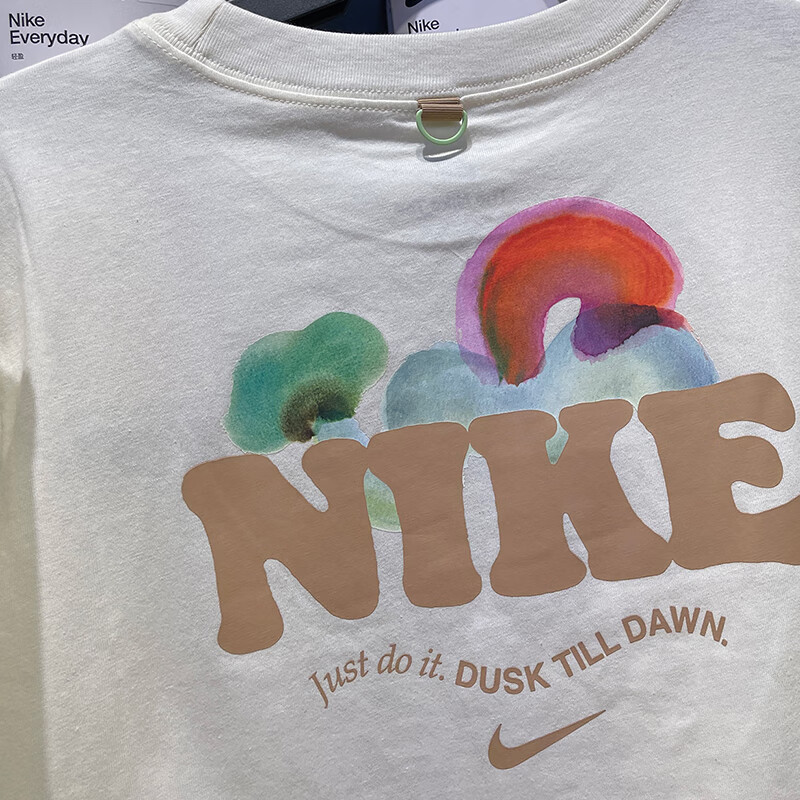 Nike
Everyday
轻盈
Nike
NIKE
Just do it. DUSK TILL DAWN.